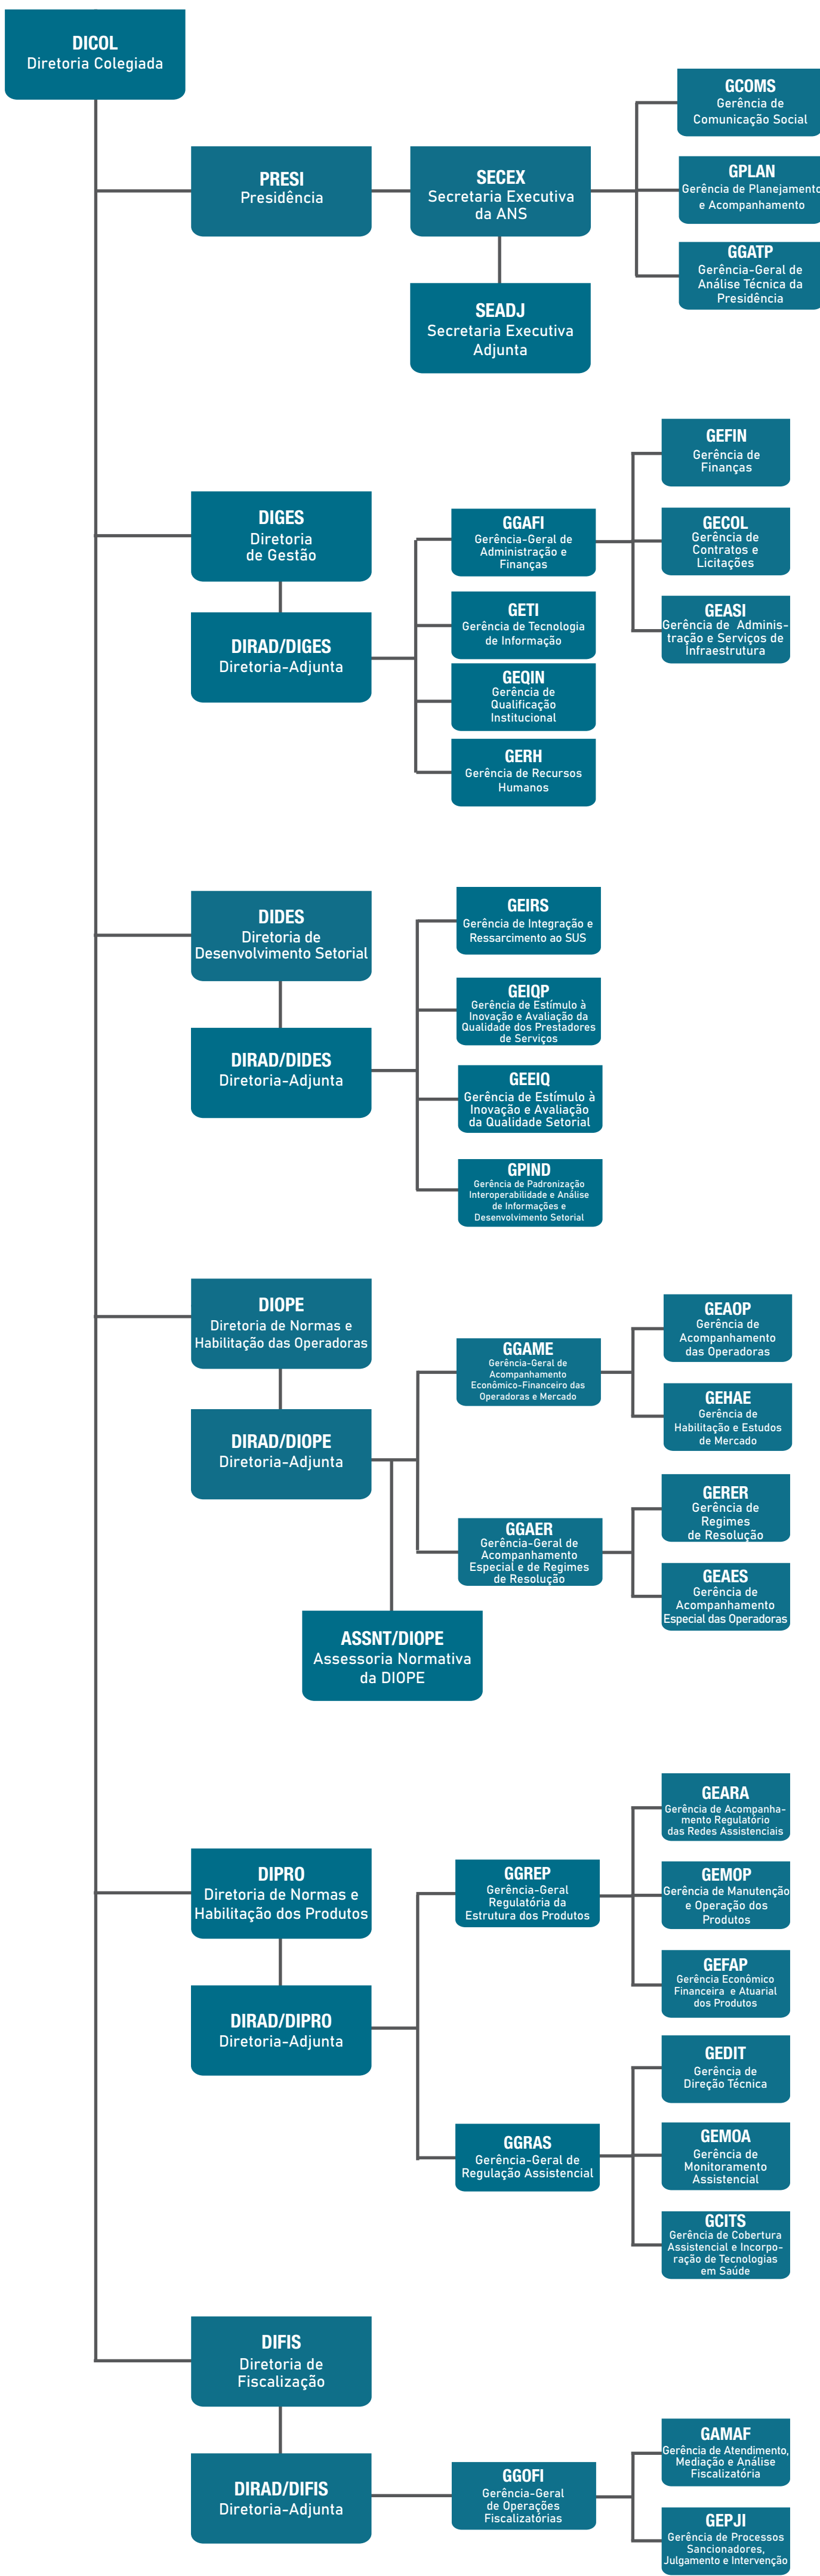 DICOL
Diretoria Colegiada
PRESI
Presidência
SECEX
Secretaria Executiva
da ANS
SEADJ
Secretaria Executiva
Adjunta
GCOMS
Gerência de
Comunicação Social
GPLAN
Gerência de Planejamento
e Acompanhamento
GGATP
Gerência-Geral de
Análise Técnica da
Presidência
DIGES
Diretoria
de Gestão
DIRAD/DIGES
Diretoria-Adjunta
GGAFI
Gerência-Geral de
Administração e
Finanças
GETI
Gerência de Tecnologia
de Informação
GEQIN
Gerência de
Qualificação
Institucional
GERH
Gerência de Recursos
Humanos
GEFIN
Gerência de
Finanças
GECOL
Gerência de
Contratos e
Licitações
GEASI
Gerência de Adminis-
tração e Serviços de
Infraestrutura
DIDES
Diretoria de
Desenvolvimento Setorial
DIRAD/DIDES
Diretoria-Adjunta
GEIRS
Gerência de Integração e
Ressarcimento ao SUS
GEIQP
Gerência de Estímulo à
Inovação e Avaliação da
Qualidade dos Prestadores
de Serviços
GEEIQ
Gerência de Estímulo à
Inovação e Avaliação
da Qualidade Setorial
GPIND
Gerência de Padronização
Interoperabilidade e Análise
de Informações e
Desenvolvimento Setorial
DIOPE
Diretoria de Normas e
Habilitação das Operadoras
DIRAD/DIOPE
Diretoria-Adjunta
ASSNT/DIOPE
Assessoria Normativa
da DIOPE
GGAME
Gerência-Geral de
Acompanhamento
Econômico-Financeiro das
Operadoras e Mercado
GEAOP
Gerência de
Acompanhamento
das Operadoras
GEHAE
Gerência de
Habilitação e Estudos
de Mercado
GGAER
Gerência-Geral de
Acompanhamento
Especial e de Regimes
de Resolução
GERER
Gerência de
Regimes
de Resolução
GEAES
Gerência de
Acompanhamento
Especial das Operadoras
DIPRO
Diretoria de Normas e
Habilitação dos Produtos
DIRAD/DIPRO
Diretoria-Adjunta
GGREP
Gerência-Geral
Regulatória da
Estrutura dos Produtos
GEARA
Gerência de Acompanha-
mento Regulatório
das Redes Assistenciais
GEMOP
Gerência de Manutenção
e Operação dos
Produtos
GEFAP
Gerência Econômico
Financeira e Atuarial
dos Produtos
GGRAS
Gerência-Geral de
Regulação Assistencial
GEDIT
Gerência de
Direção Técnica
GEMOA
Gerência de
Monitoramento
Assistencial
GCITS
Gerência de Cobertura
Assistencial e Incorpo-
ração de Tecnologias
em Saúde
DIFIS
Diretoria de
Fiscalização
DIRAD/DIFIS
Diretoria-Adjunta
GGOFI
Gerência-Geral
de Operações
Fiscalizatórias
GAMAF
Gerência de Atendimento,
Mediação e Análise
Fiscalizatória
GEPJI
Gerência de Processos
Sancionadores,
Julgamento e Intervenção